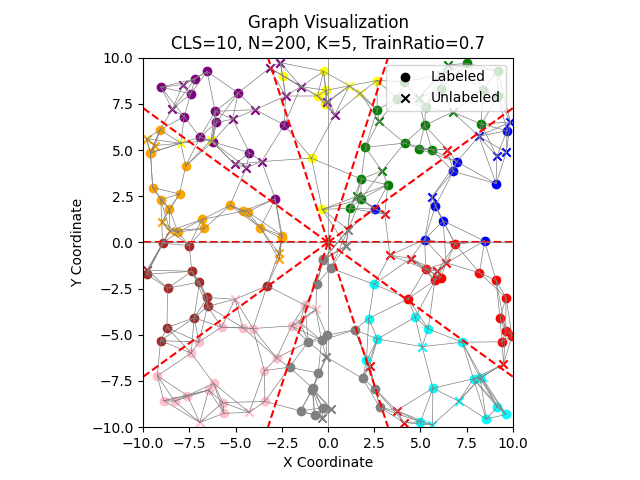 Graph Visualization
CLS=10, N=200, K=5, TrainRatio=0.7
Labeled
Unlabeled
10.0
7.5
5.0
2.5
0.0
−2.5
−5.0
−7.5
−10.0
Y Coordinate
−10.0 −7.5 −5.0 −2.5 0.0 2.5 5.0 7.5 10.0
X Coordinate